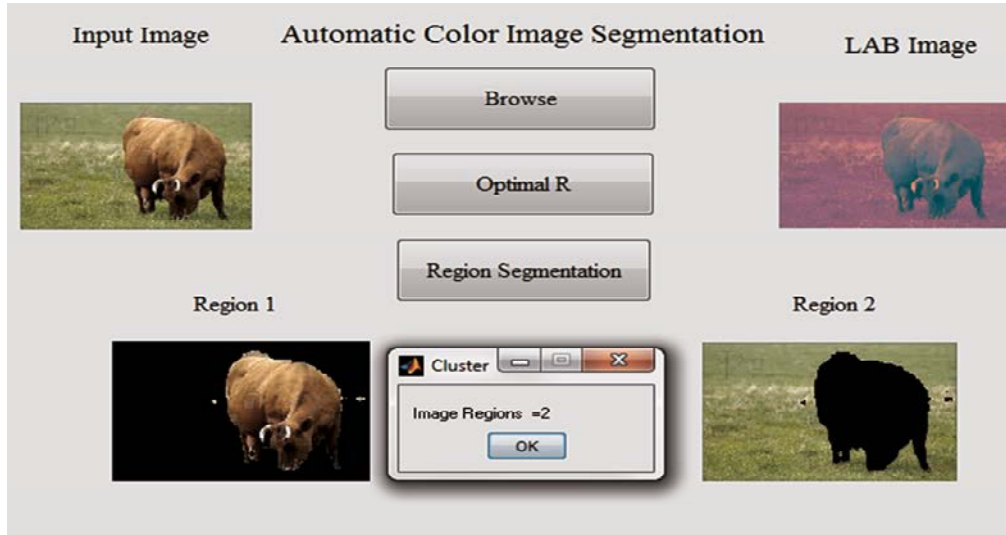 Input Image
Automatic Color Image Segmentation
LAB Image
Browse
Optimal R
Region Segmentation
Region 1
Region 2
Cluster
Image Regions =2
OK